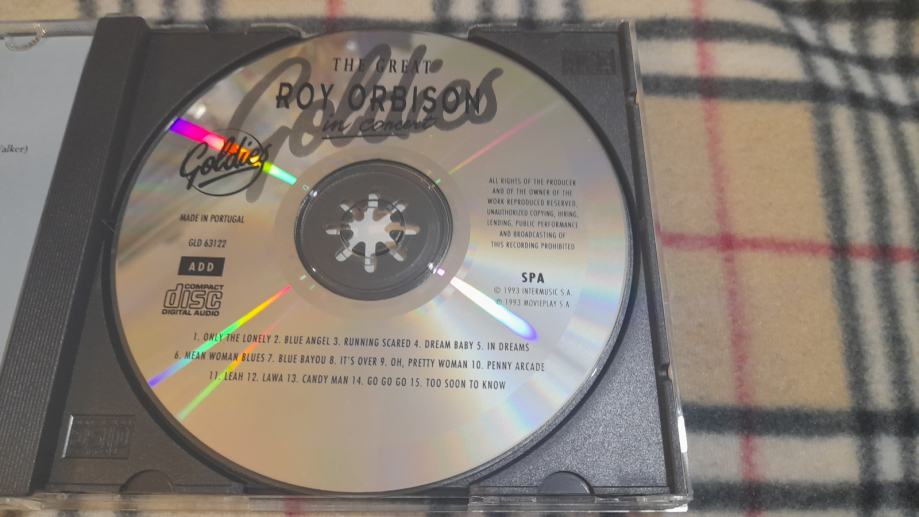 THE GREAT
Goldies
ROY ORBISON
in concert
Goldies
MADE IN PORTUGAL
GLD 63122
ADD
COMPACT
disc
DIGITAL AUDIO
ALL RIGHTS OF THE PRODUCER
AND OF THE OWNER OF THE
WORK REPRODUCED RESERVED,
UNAUTHORIZED COPYING, HIRING,
LENDING, PUBLIC PERFORMANCE
AND BROADCASTING OF
THIS RECORDING PROHIBITED
SPA
© 1993 INTERMUSIC S.A.
1993 MOVIEPLAY S.A.
1. ONLY THE LONELY 2. BLUE ANGEL 3. RUNNING SCARED 4. DREAM BABY 5. IN DREAMS
6. MEAN WOMAN BLUES 7. BLUE BAYOU 8. IT'S OVER 9. OH, PRETTY WOMAN 10. PENNY ARCADE
11. LEAH 12. LAWA 13. CANDY MAN 14. GO GO GO 15. TOO SOON TO KNOW